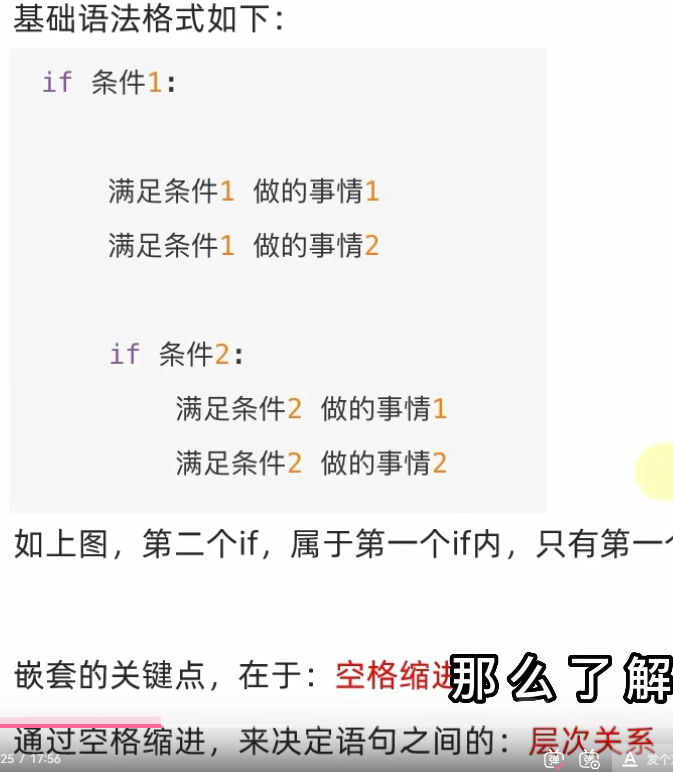 基础语法格式如下：
if 条件1:
满足条件1 做的事情1
满足条件1 做的事情2
if 条件2:
满足条件2 做的事情1
满足条件2 做的事情2
如上图，第二个if，属于第一个if内，只有第一
嵌套的关键点，在于：空格缩进
那么了解
通过空格缩进，来决定语句之间的：层次关系
25 / 17:56
弹
弹
A 发个